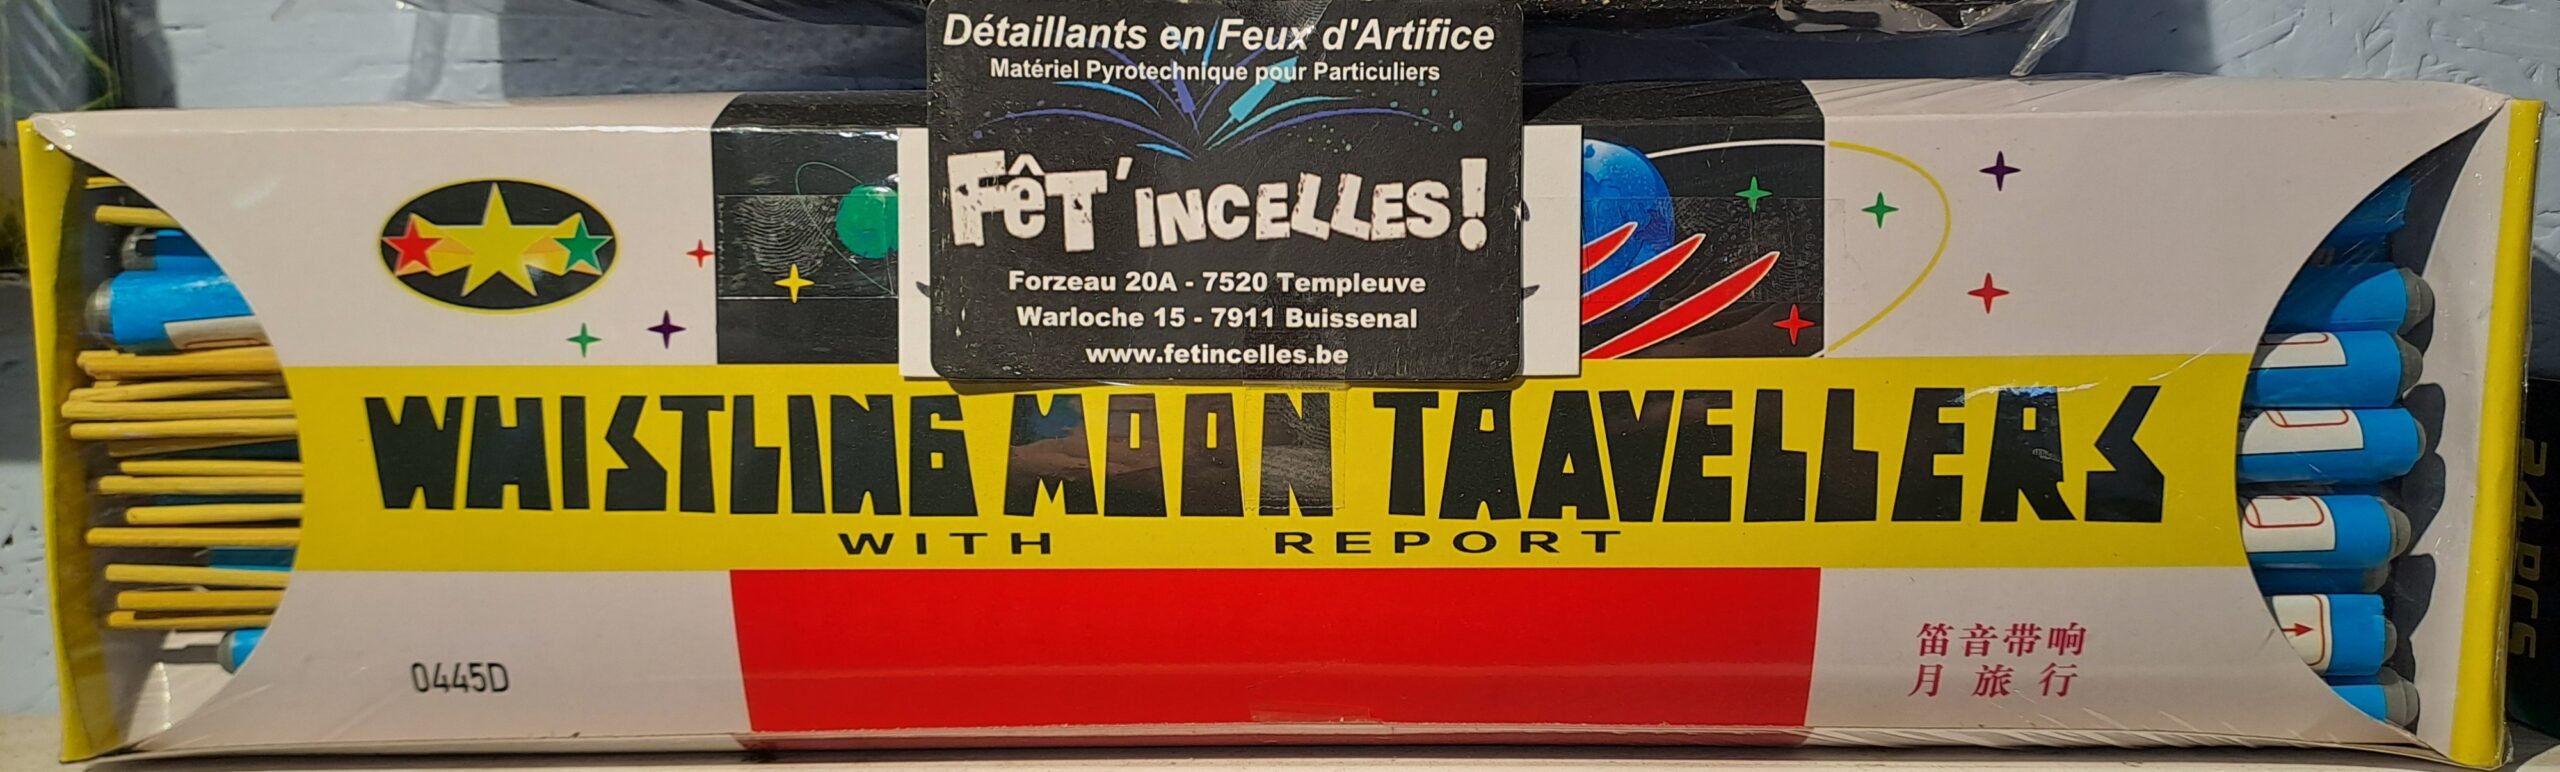 Détaillants en Feux d'Artifice
Matériel Pyrotechnique pour Particuliers
FÊT'INCELLES!
Forzeau 20A - 7520 Templeuve
Warloche 15 - 7911 Buissenal
www.fetincelles.be
WHISTLING MOON TRAVELLERS
WITH REPORT
0445D
笛音带响
月旅行